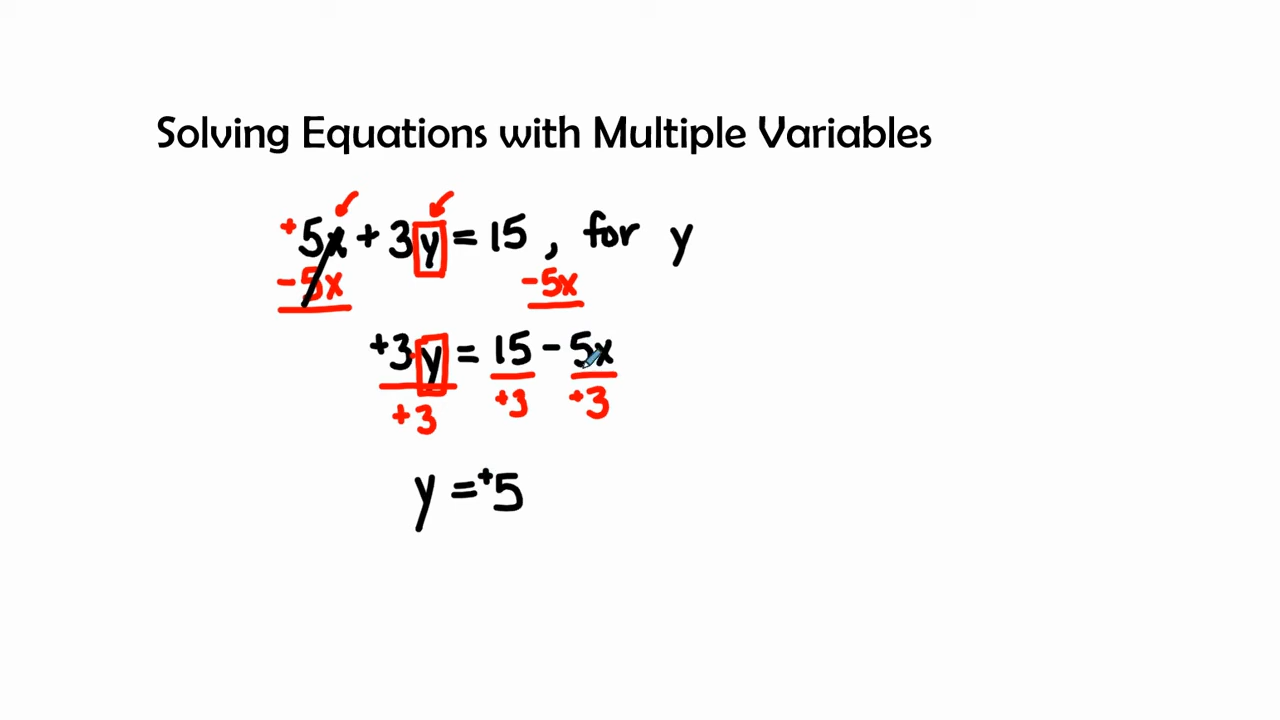 Solving Equations with Multiple Variables
+5x + 3y = 15 , for y
-5x -5x
+3y = 15 - 5x
+3 +3 +3
y = +5